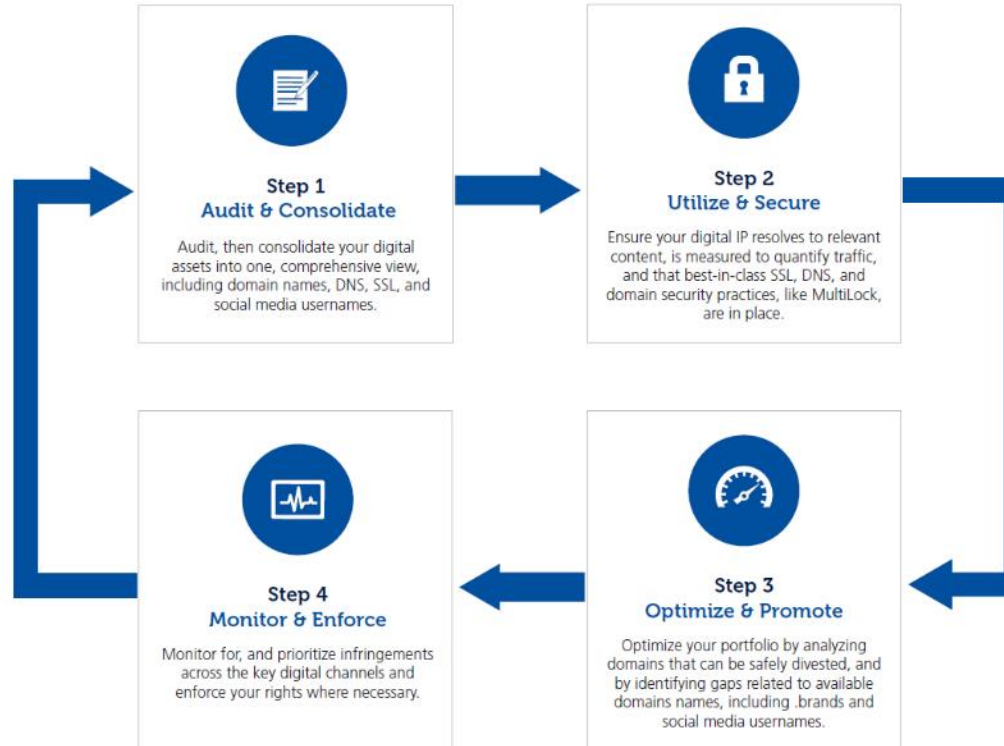 Step 1
Audit & Consolidate
Audit, then consolidate your digital
assets into one, comprehensive view,
including domain names, DNS, SSL, and
social media usernames.
Step 2
Utilize & Secure
Ensure your digital IP resolves to relevant
content, is measured to quantify traffic,
and that best-in-class SSL, DNS, and
domain security practices, like MultiLock,
are in place.
Step 3
Optimize & Promote
Optimize your portfolio by analyzing
domains that can be safely divested, and
by identifying gaps related to available
domains names, including .brands and
social media usernames.
Step 4
Monitor & Enforce
Monitor for, and prioritize infringements
across the key digital channels and
enforce your rights where necessary.